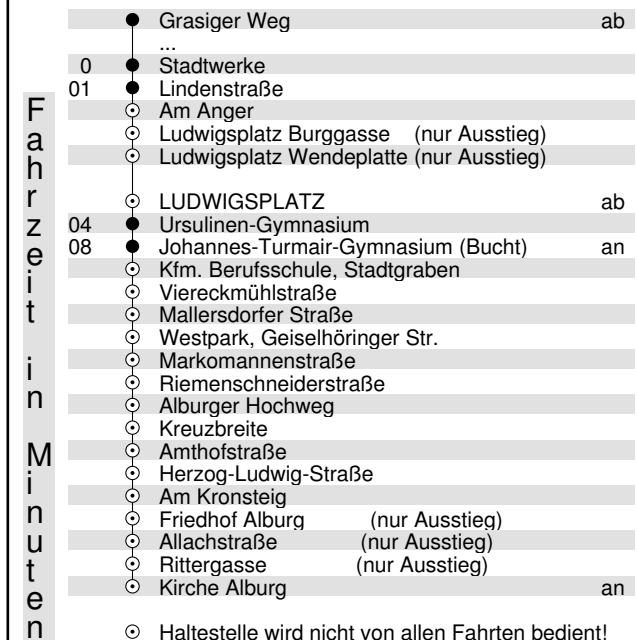 Fahrzeit in Minuten
Grasiger Weg ab
...
0 Stadtwerke
01 Lindenstraße
Am Anger
Ludwigsplatz Burggasse (nur Ausstieg)
Ludwigsplatz Wendeplatte (nur Ausstieg)
LUDWIGSPLATZ ab
04 Ursulinen-Gymnasium
08 Johannes-Turmair-Gymnasium (Bucht) an
Kfm. Berufsschule, Stadtgraben
Viereckmühlstraße
Mallersdorfer Straße
Westpark, Geiselhöringer Str.
Markomannenstraße
Riemenschneiderstraße
Alburger Hochweg
Kreuzbreite
Amthofstraße
Herzog-Ludwig-Straße
Am Kronsteig
Friedhof Alburg (nur Ausstieg)
Allachstraße (nur Ausstieg)
Rittergasse (nur Ausstieg)
Kirche Alburg an
Haltestelle wird nicht von allen Fahrten bedient!